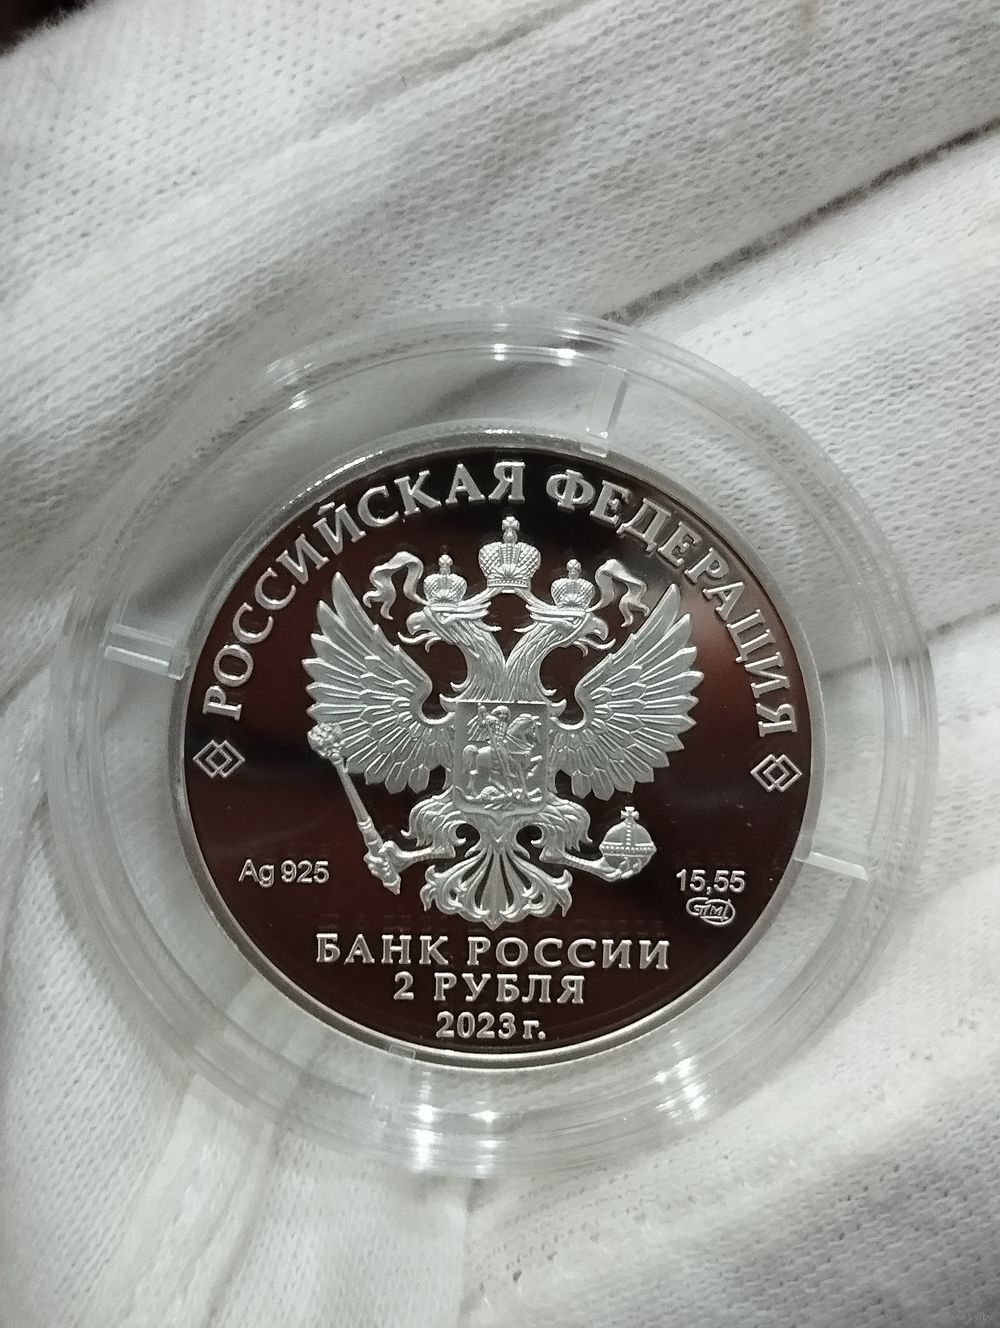 РОССИЙСКАЯ ФЕДЕРАЦИЯ
Ag 925
15,55
СПМД
БАНК РОССИИ
2 РУБЛЯ
2023 г.